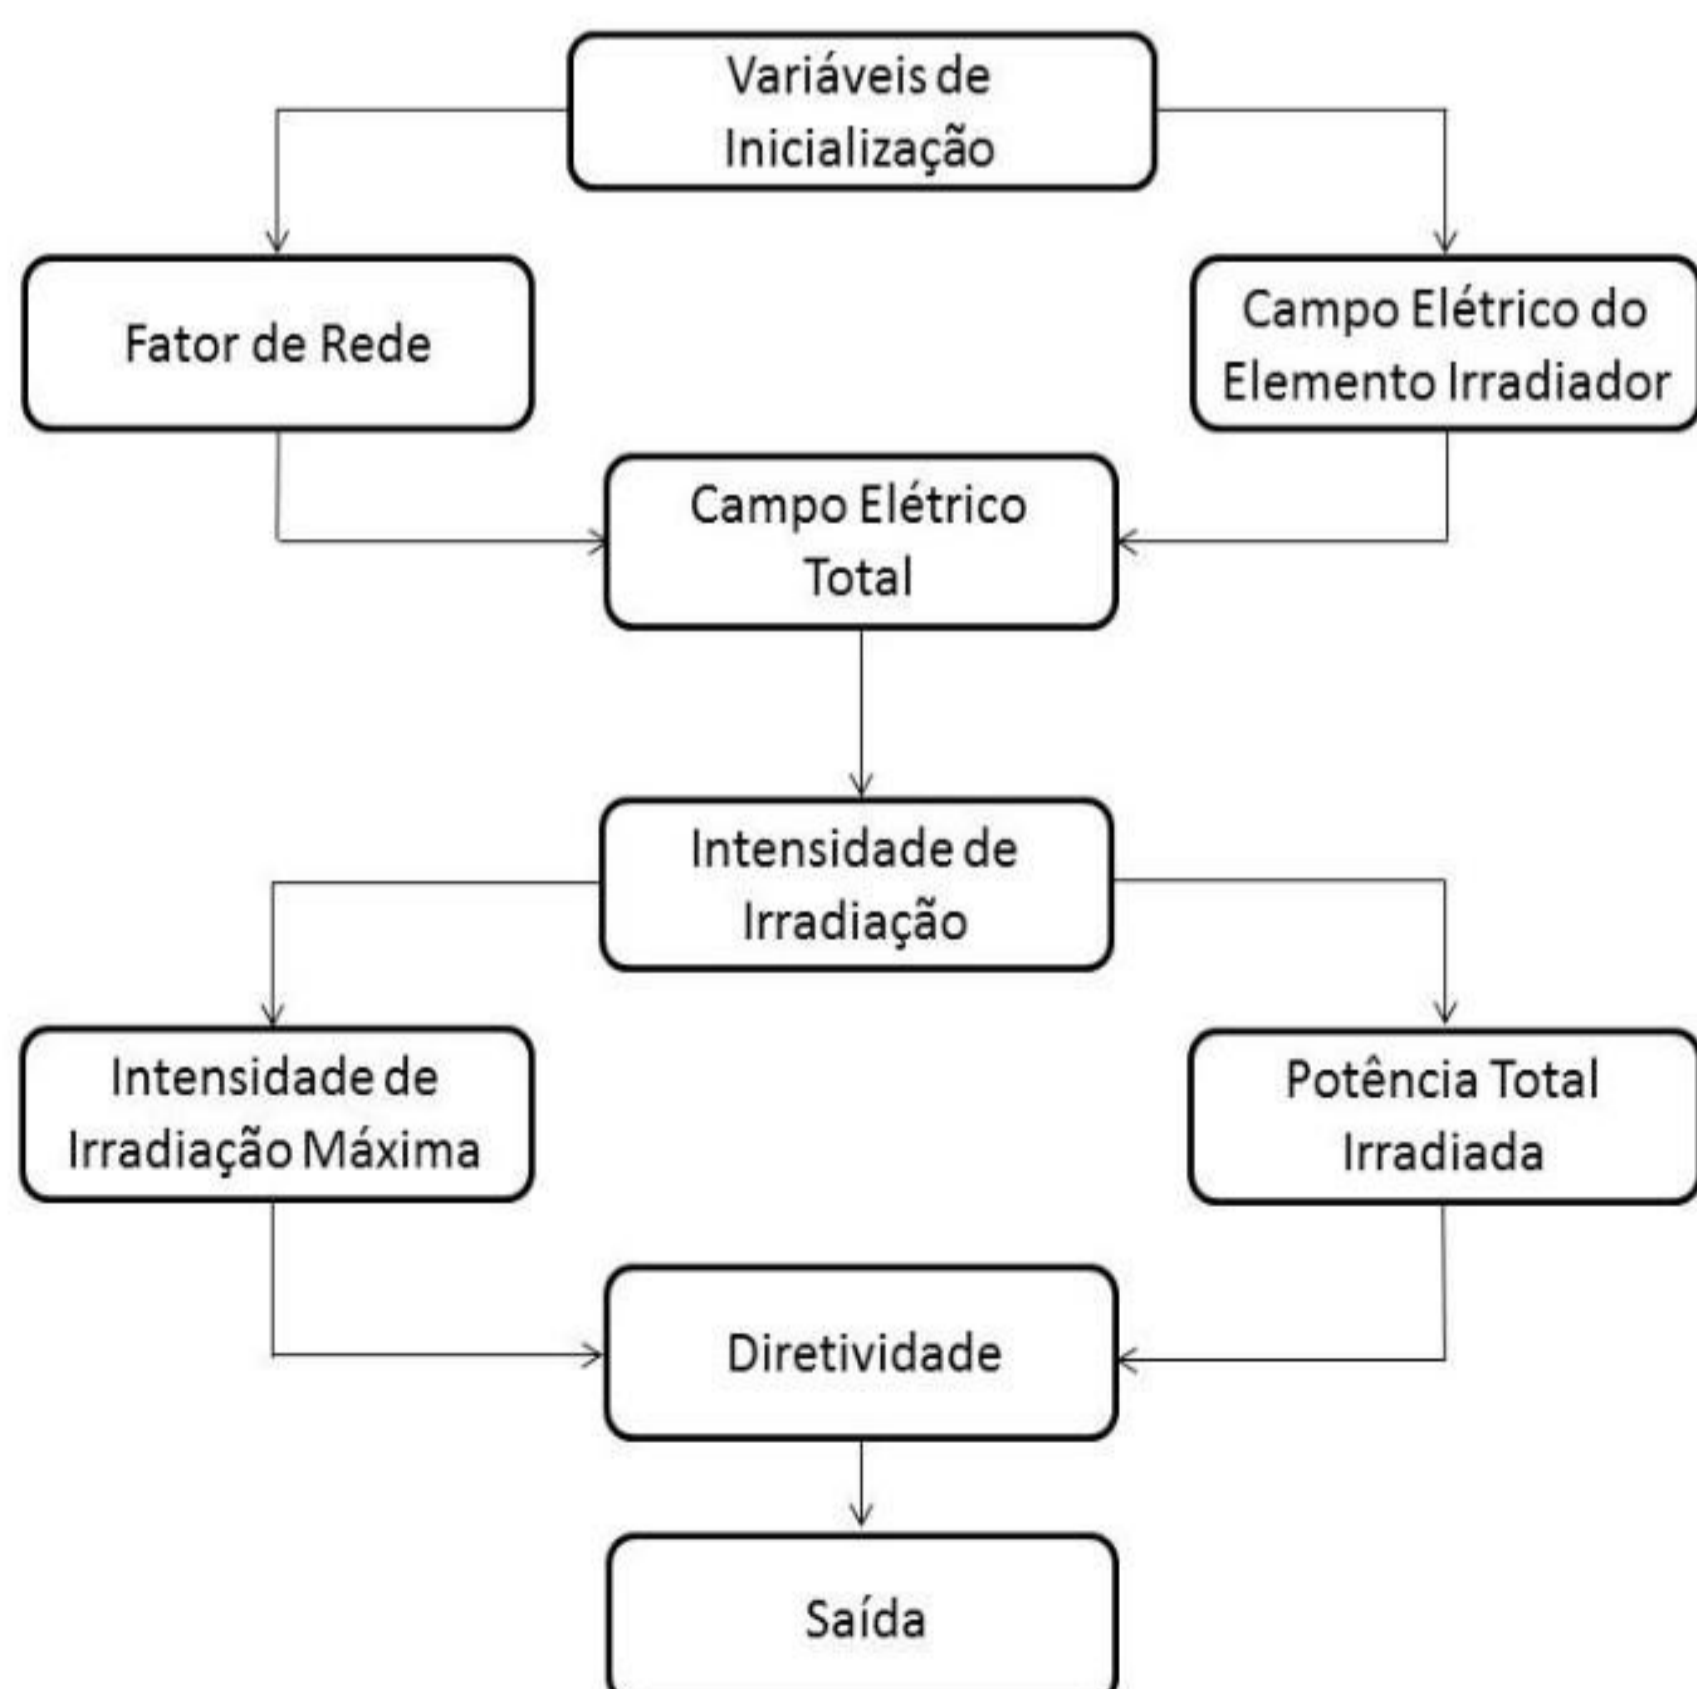 Variáveis de
Inicialização
Fator de Rede
Campo Elétrico do
Elemento Irradiador
Campo Elétrico
Total
Intensidade de
Irradiação
Intensidade de
Irradiação Máxima
Potência Total
Irradiada
Diretividade
Saída